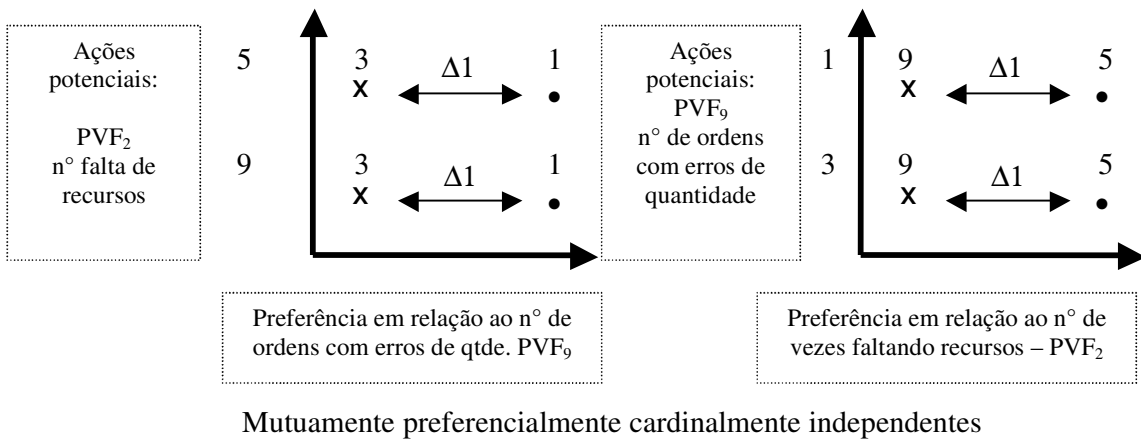 Ações
potenciais:
PVF₂
n° falta de
recursos
5
3
Δ1
1
x
•
9
3
Δ1
1
x
•
Preferência em relação ao n° de
ordens com erros de qtde. PVF₉
Ações
potenciais:
PVF₉
n° de ordens
com erros de
quantidade
1
9
Δ1
5
x
•
3
9
Δ1
5
x
•
Preferência em relação ao n° de
vezes faltando recursos – PVF₂
Mutuamente preferencialmente cardinalmente independentes